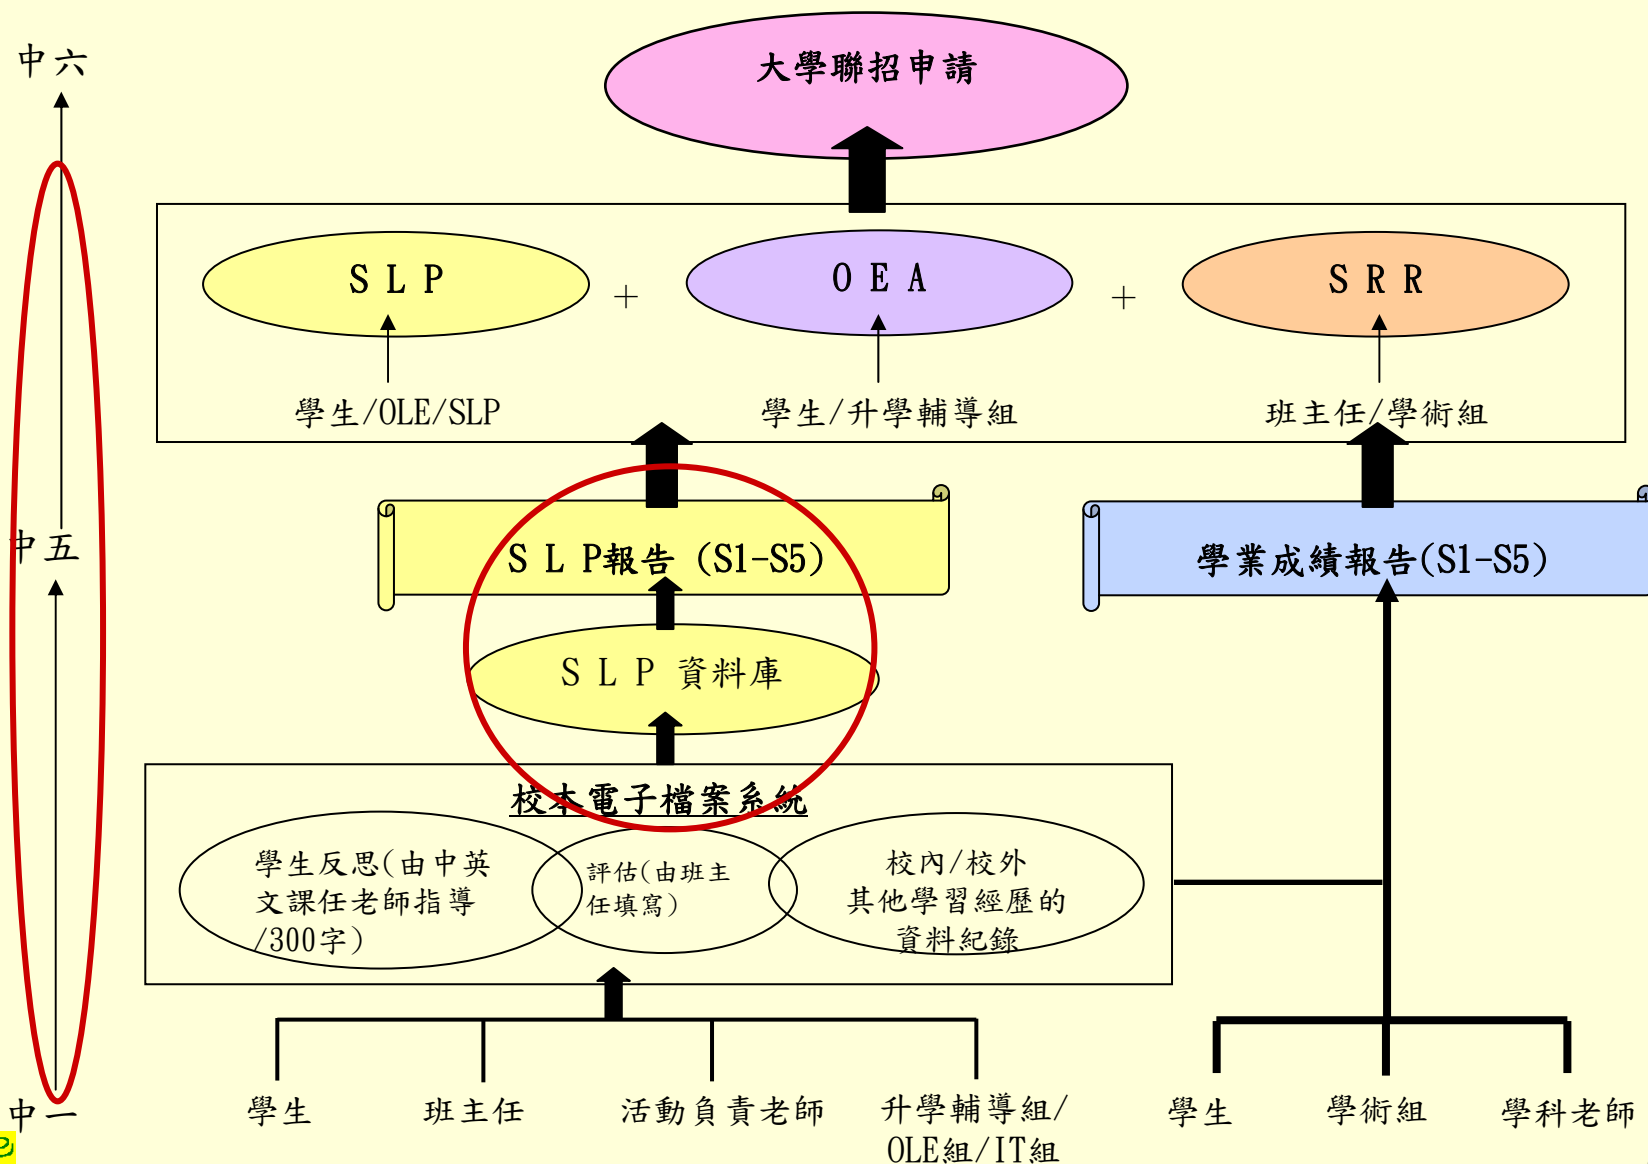 大學聯招申請
中六
S L P
+
O E A
+
S R R
學生/OLE/SLP
學生/升學輔導組
班主任/學術組
中五
S L P報告 (S1-S5)
學業成績報告(S1-S5)
S L P 資料庫
校本電子檔案系統
學生反思(由中英
文課任老師指導
/300字)
評估(由班主
任填寫)
校內/校外
其他學習經歷的
資料紀錄
中一
學生
班主任
活動負責老師
升學輔導組/
OLE組/IT組
學生
學術組
學科老師